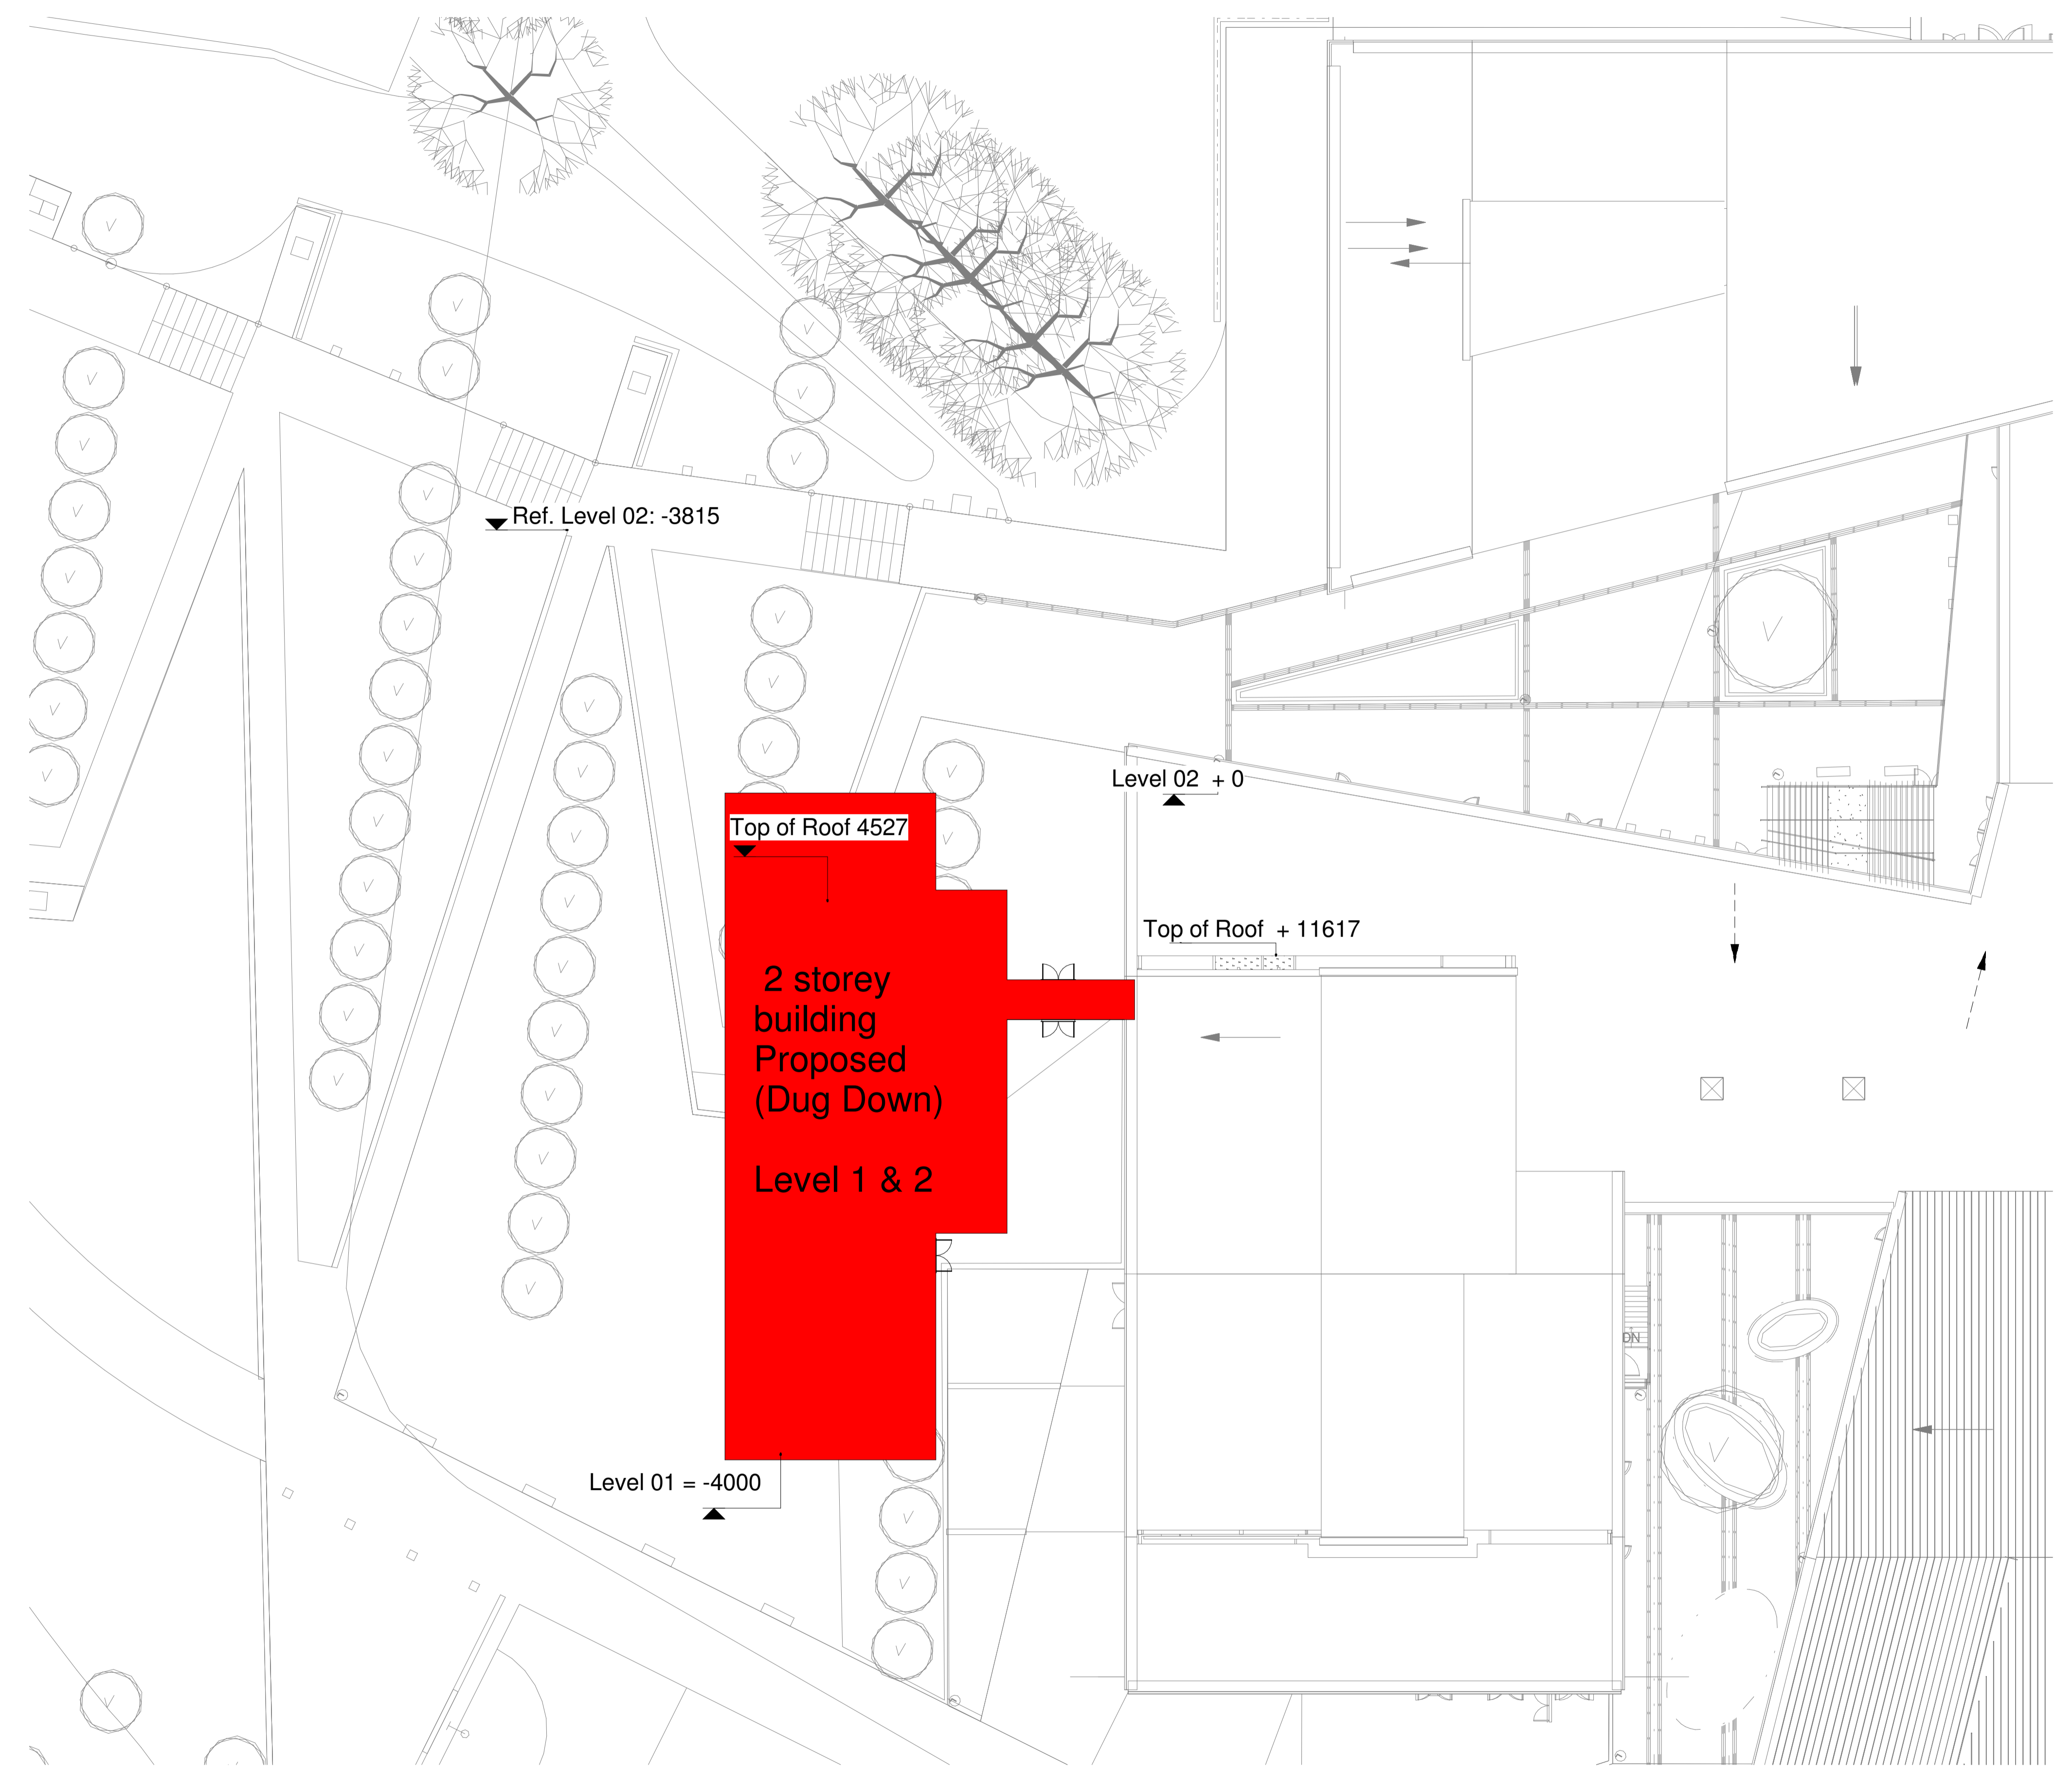 Ref. Level 02: -3815
Level 02 + 0
Top of Roof 4527
Top of Roof + 11617
2 storey
building
Proposed
(Dug Down)
Level 1 & 2
DN
Level 01 = -4000